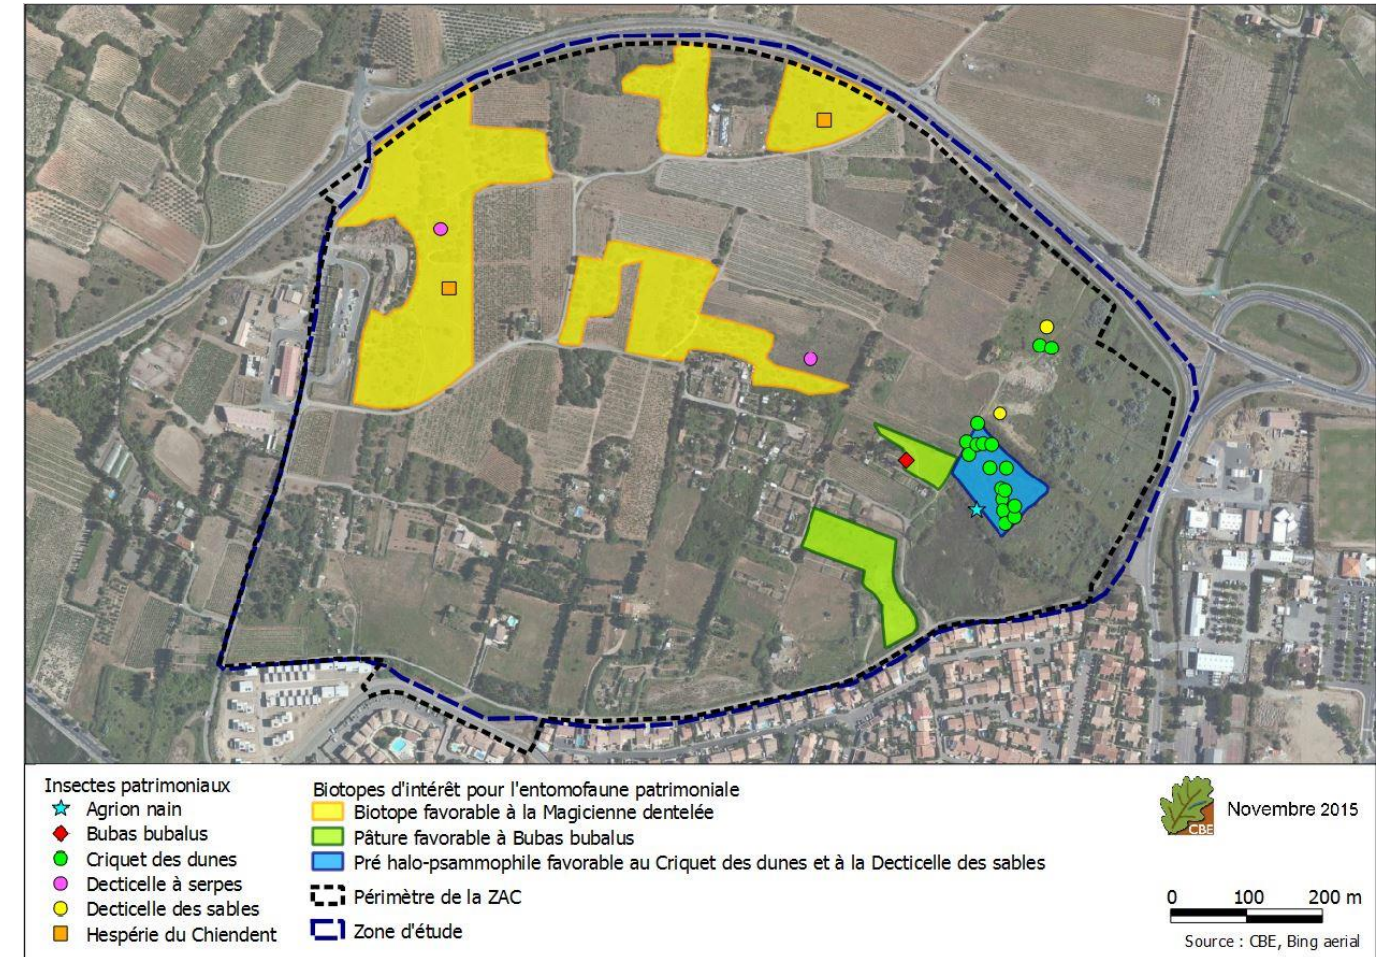 Insectes patrimoniaux
Agrion nain
Bubas bubalus
Criquet des dunes
Decticelle à serpes
Decticelle des sables
Hespérie du Chiendent
Biotopes d'intérêt pour l'entomofaune patrimoniale
Biotope favorable à la Magicienne dentelée
Pâture favorable à Bubas bubalus
Pré halo-psammophile favorable au Criquet des dunes et à la Decticelle des sables
Périmètre de la ZAC
Zone d'étude
CBE
Novembre 2015
0 100 200 m
Source : CBE, Bing aerial